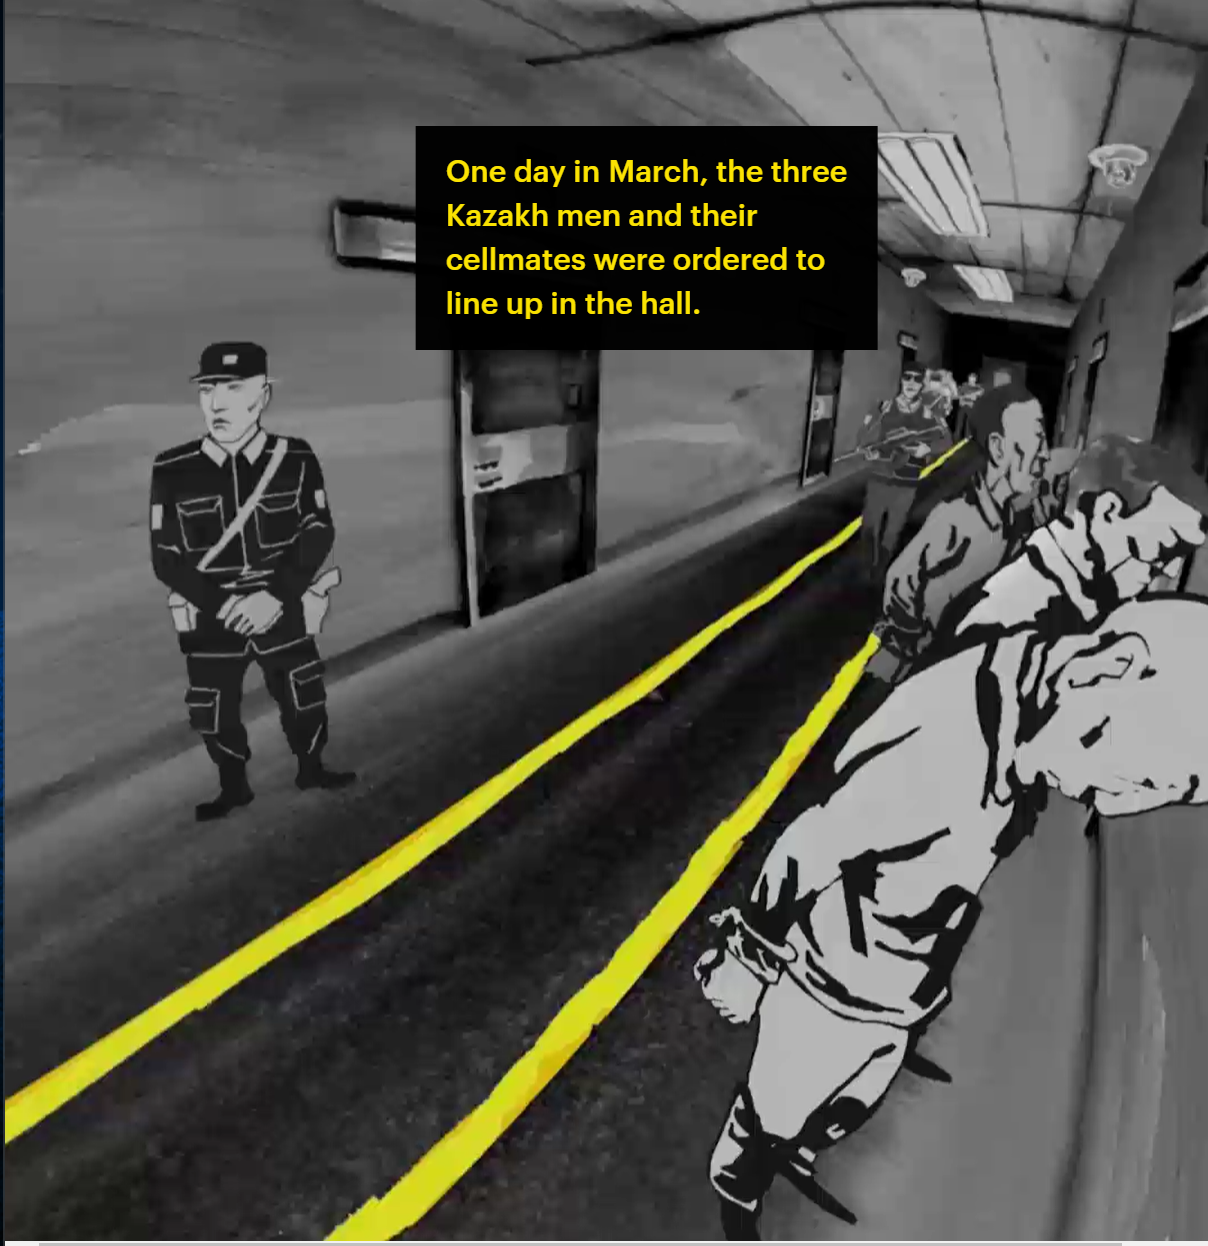 One day in March, the three
Kazakh men and their
cellmates were ordered to
line up in the hall.